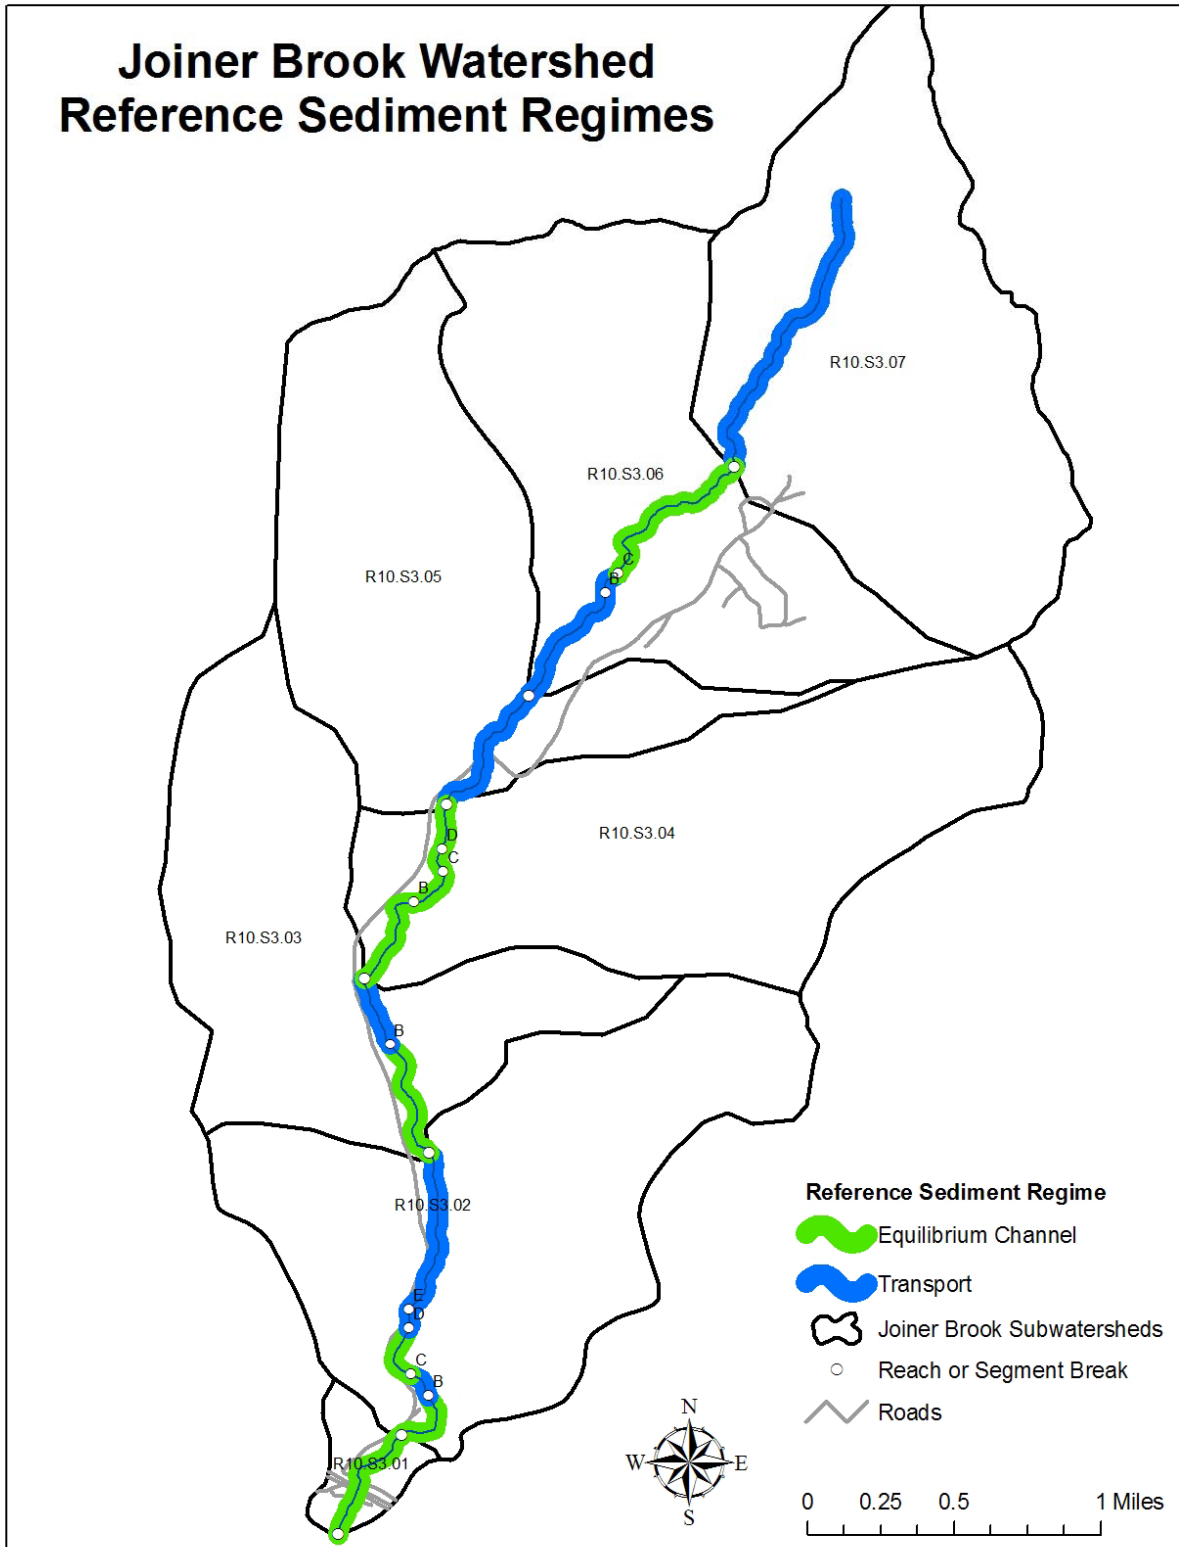 Joiner Brook Watershed
Reference Sediment Regimes
R10.S3.07
R10.S3.06
C
B
R10.S3.05
R10.S3.04
D
C
B
R10.S3.03
B
R10.S3.02
E
D
C
B
R10.S3.01
Reference Sediment Regime
Equilibrium Channel
Transport
Joiner Brook Subwatersheds
Reach or Segment Break
Roads
N
W E
S
0 0.25 0.5 1 Miles